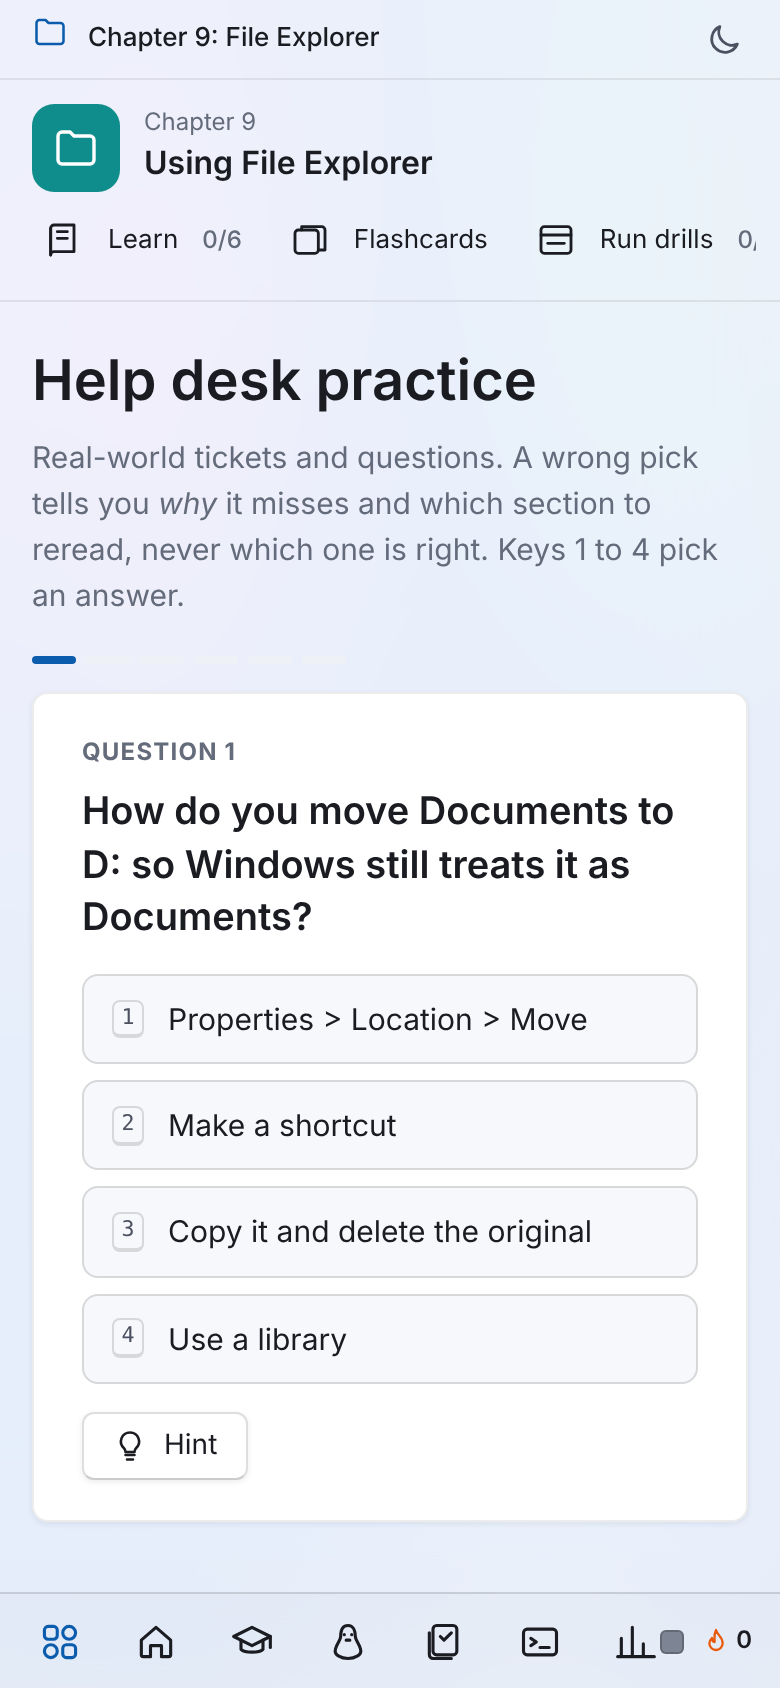 Chapter 9: File Explorer
Chapter 9
Using File Explorer
Learn 0/6 Flashcards Run drills 0/
Help desk practice
Real-world tickets and questions. A wrong pick
tells you why it misses and which section to
reread, never which one is right. Keys 1 to 4 pick
an answer.
QUESTION 1
How do you move Documents to
D: so Windows still treats it as
Documents?
1 Properties > Location > Move
2 Make a shortcut
3 Copy it and delete the original
4 Use a library
Hint
0